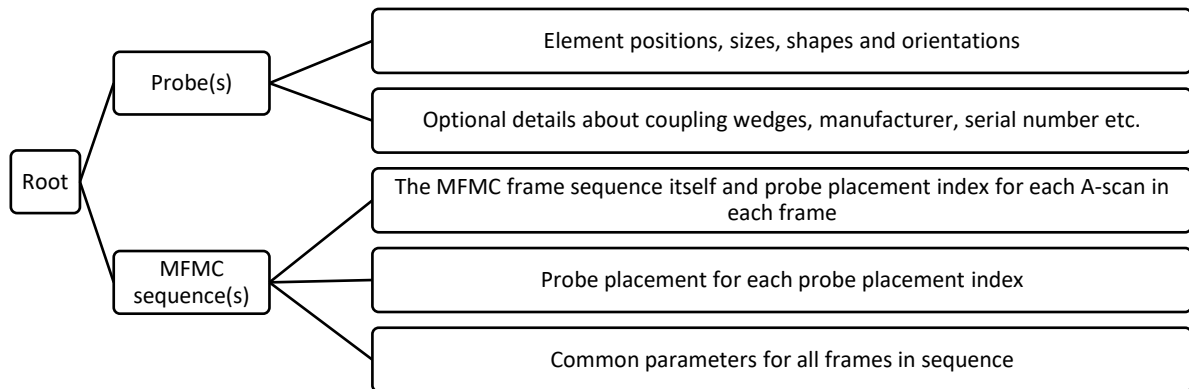 Root
Probe(s)
Element positions, sizes, shapes and orientations
Optional details about coupling wedges, manufacturer, serial number etc.
MFMC
sequence(s)
The MFMC frame sequence itself and probe placement index for each A-scan in
each frame
Probe placement for each probe placement index
Common parameters for all frames in sequence